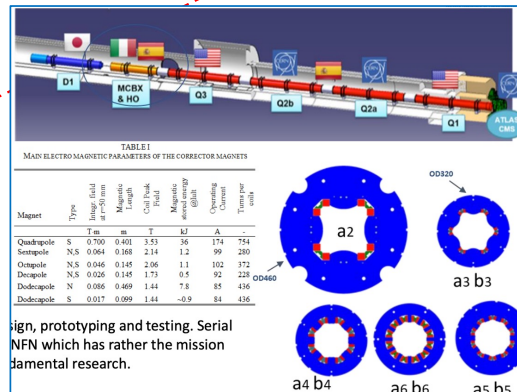 D1
MCBX
& HO
Q3
Q2b
Q2a
Q1
ATLAS
CMS
TABLE I
MAIN ELECTRO MAGNETIC PARAMETERS OF THE CORRECTOR MAGNETS
Magnet Type Integr. field at r=50 mm Magnetic Length Coil Peak Field Magnetic stored energy @Iult Operating Current Turns per coils
T·m m T kJ A -
Quadrupole S 0.700 0.401 3.53 36 174 754
Sextupole N,S 0.064 0.168 2.14 1.2 99 280
Octupole N,S 0.046 0.145 2.06 1.1 102 372
Decapole N,S 0.026 0.145 1.73 0.5 92 228
Dodecapole N 0.086 0.469 1.44 7.8 85 436
Dodecapole S 0.017 0.099 1.44 ~0.9 84 436
a2
OD460
OD320
a3 b3
a4 b4
a6 b6
a5 b5
sign, prototyping and testing. Serial
NFN which has rather the mission
damental research.